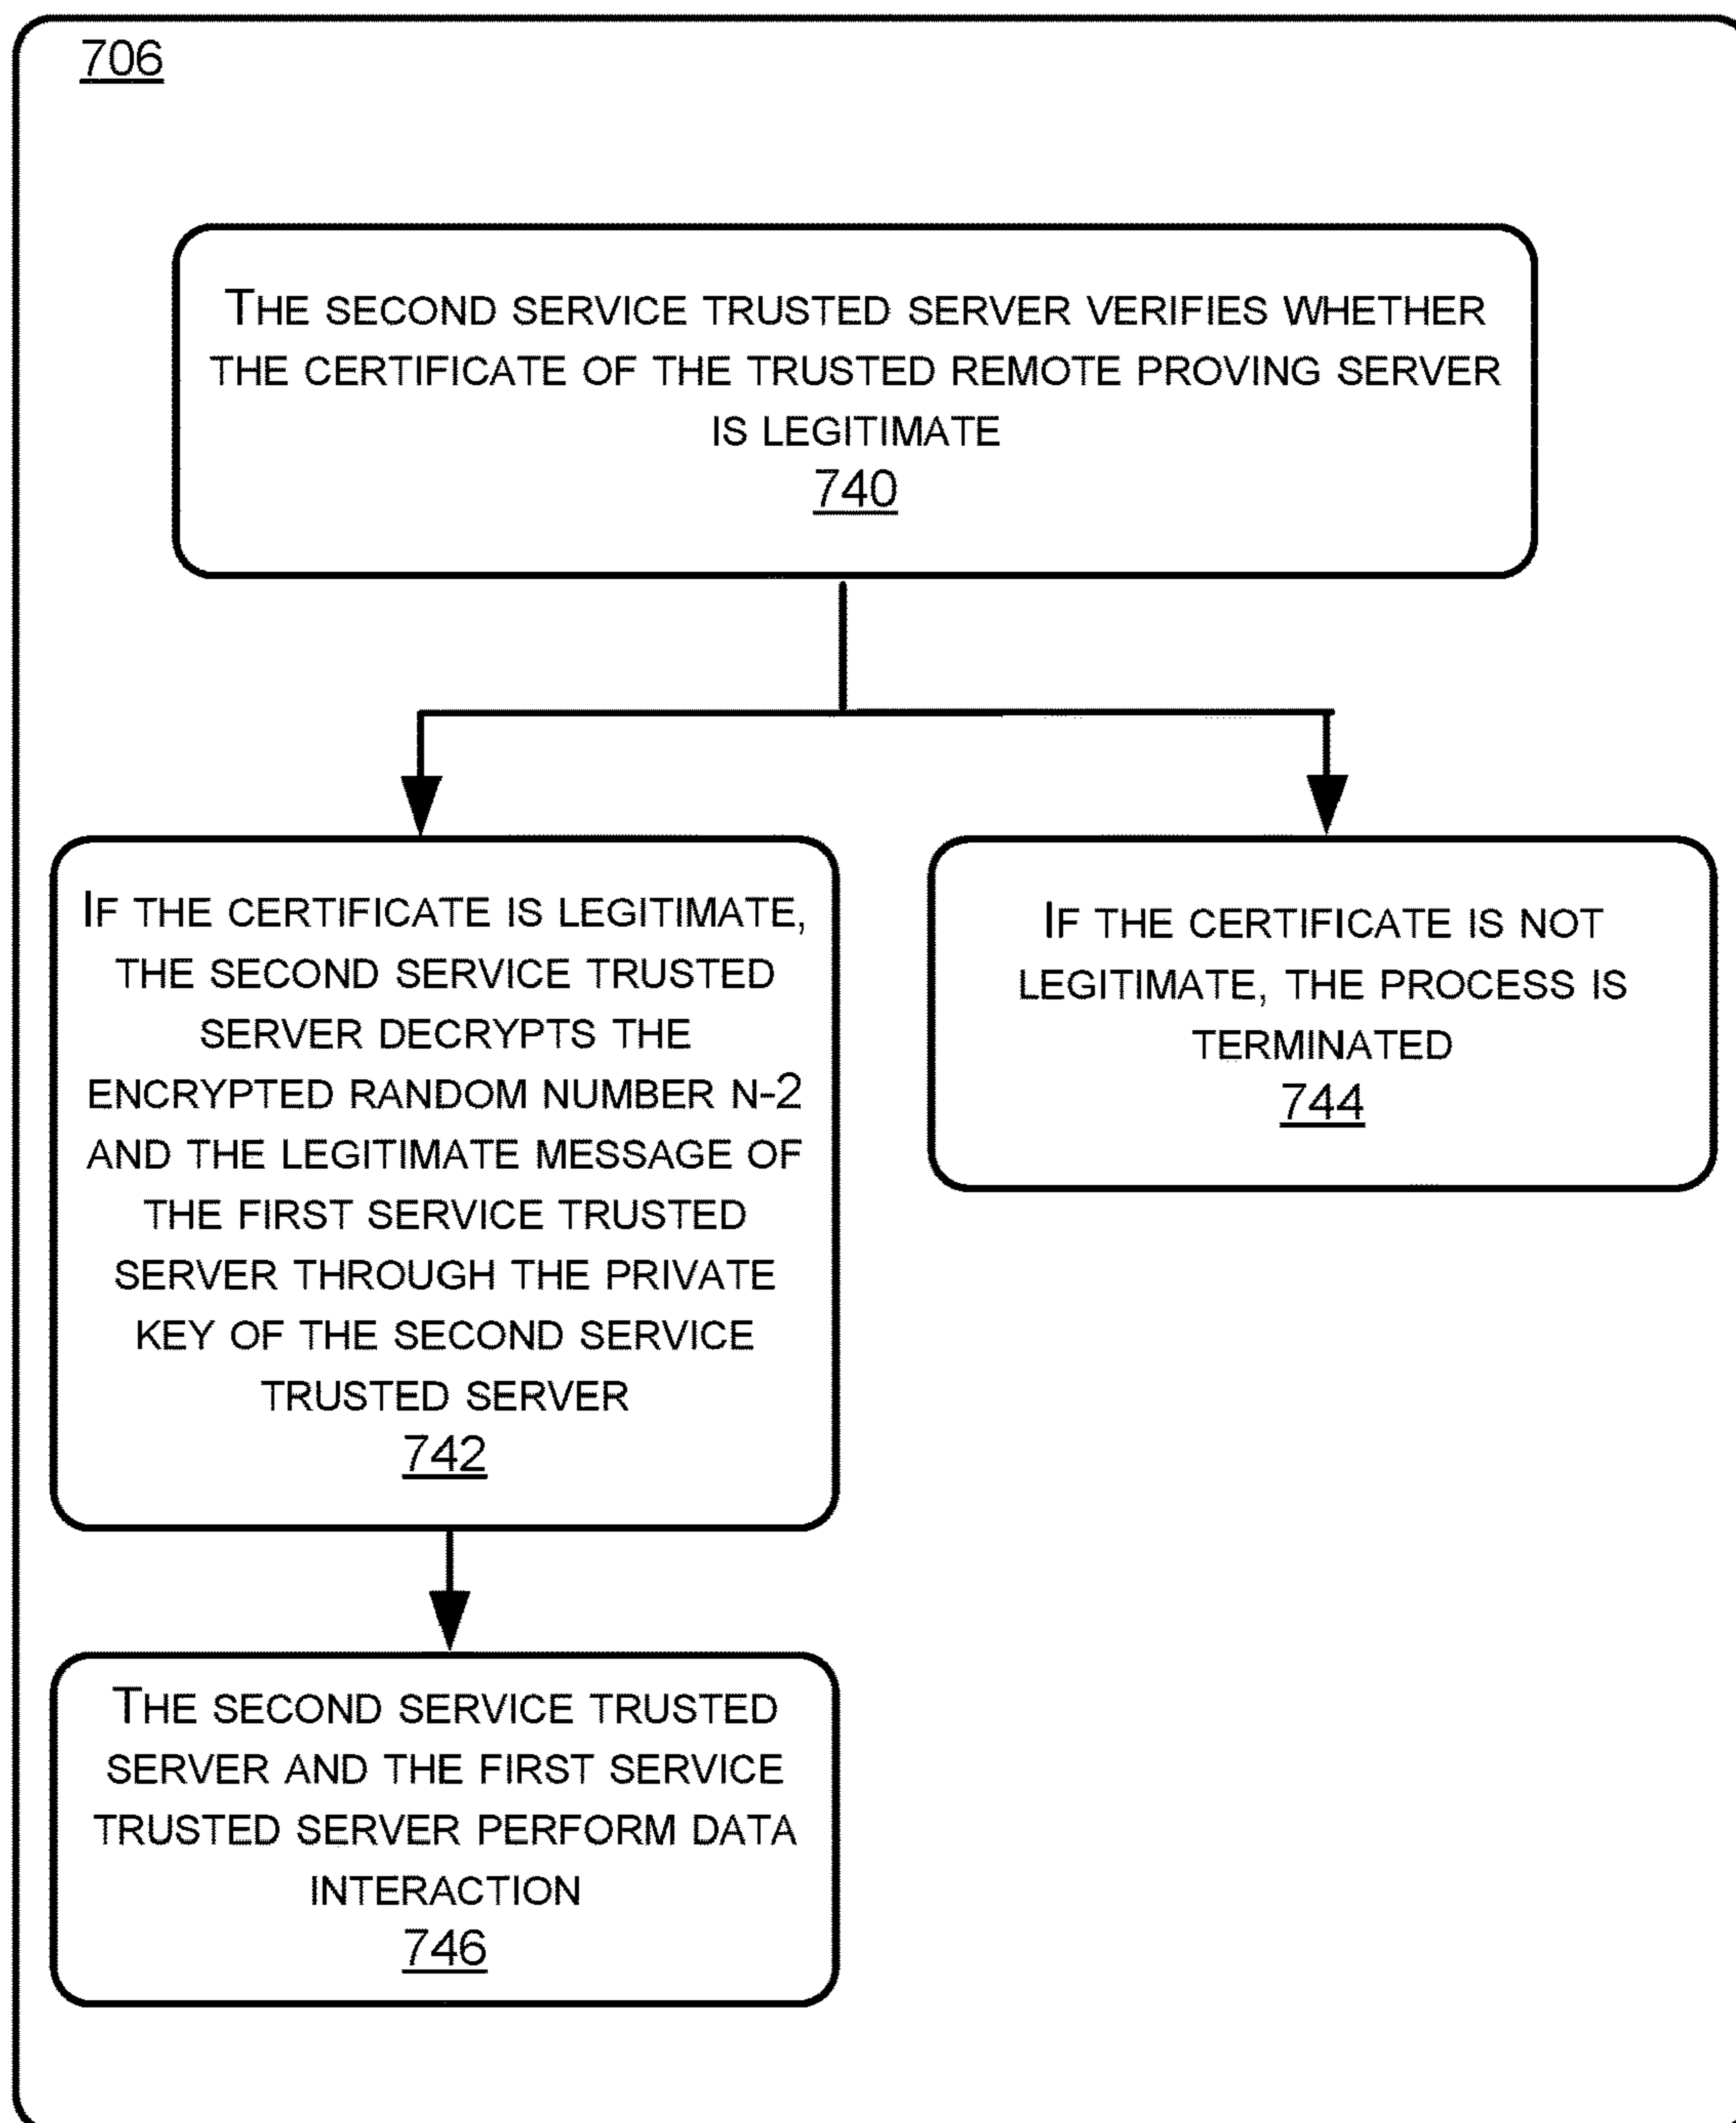 706
The second service trusted server verifies whether
the certificate of the trusted remote proving server
is legitimate
740
If the certificate is legitimate,
the second service trusted
server decrypts the
encrypted random number n-2
and the legitimate message of
the first service trusted
server through the private
key of the second service
trusted server
742
If the certificate is not
legitimate, the process is
terminated
744
The second service trusted
server and the first service
trusted server perform data
interaction
746